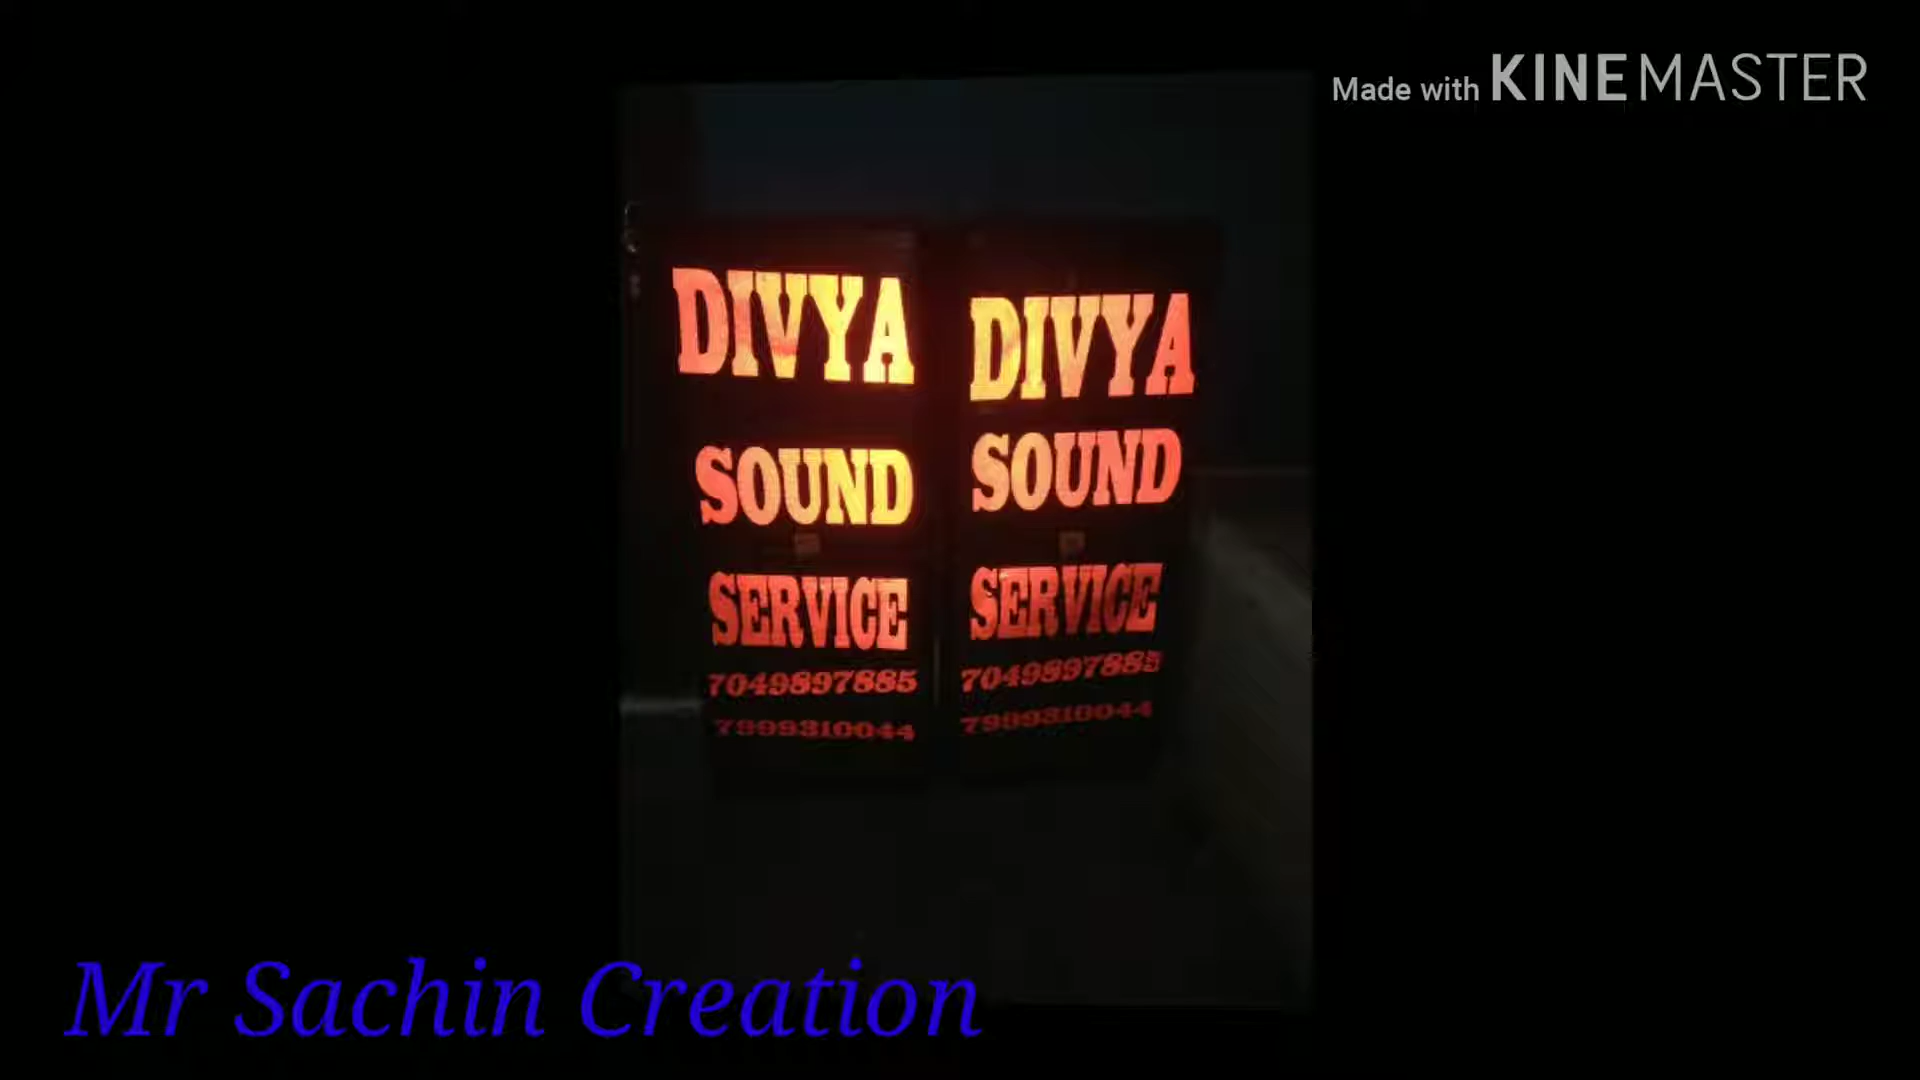 Made with KINEMASTER
DIVYA
SOUND
SERVICE
7049897885
7999310044
DIVYA
SOUND
SERVICE
7049897885
7999310044
Mr Sachin Creation